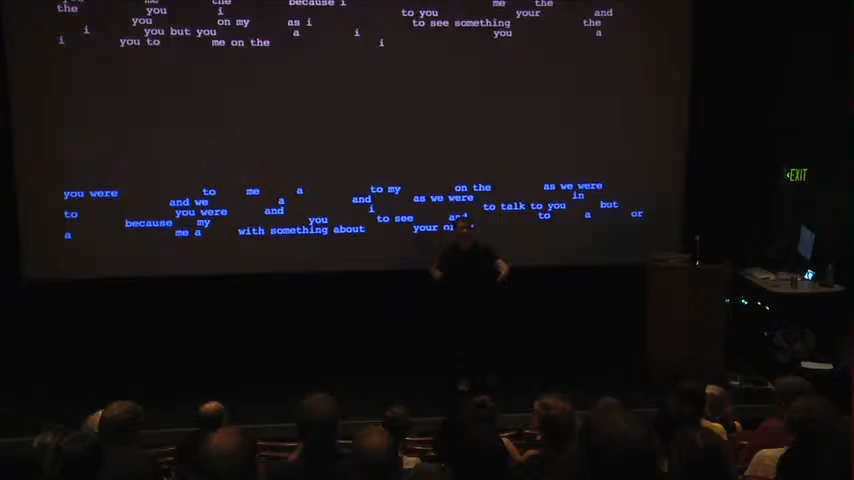 you me the because i me the
the you i to you your and
you on my as i to see something the
i you but you a i you a
i you to me on the i
you were to me a to my on the as we were
and we a and as we were in
to you were and i to talk to you but
because my you to see and to a or
a me a with something about your
EXIT